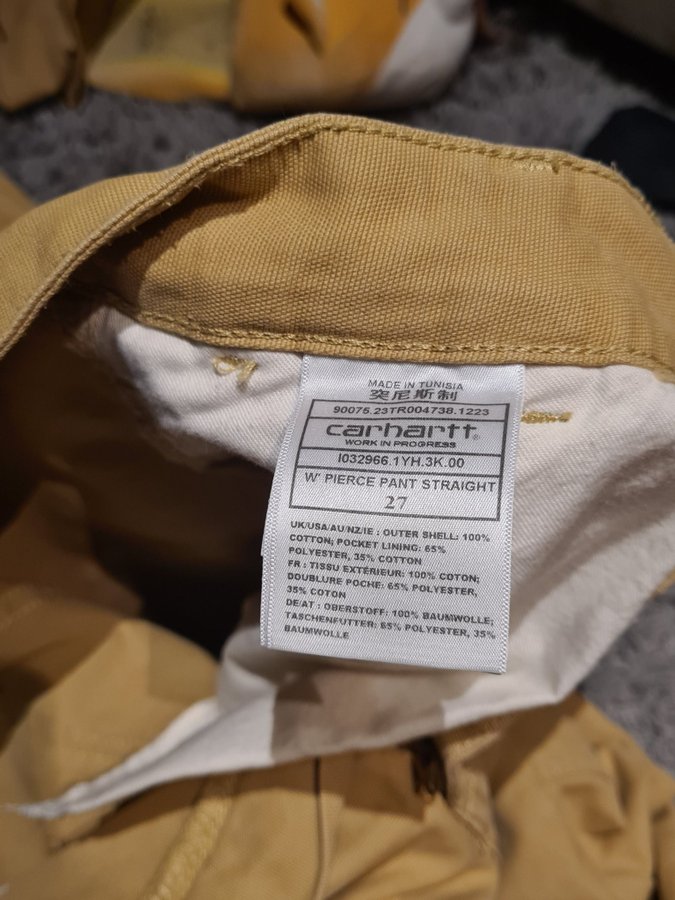 MADE IN TUNISIA
突尼斯制
90075.23TR004738.1223
carhartt®
WORK IN PROGRESS
I032966.1YH.3K.00
W' PIERCE PANT STRAIGHT
27
UK/USA/AU/NZ/IE : OUTER SHELL: 100%
COTTON; POCKET LINING: 65%
POLYESTER, 35% COTTON
FR : TISSU EXTÉRIEUR: 100% COTON;
DOUBLURE POCHE: 65% POLYESTER,
35% COTON
DE/AT : OBERSTOFF: 100% BAUMWOLLE;
TASCHENFUTTER: 65% POLYESTER, 35%
BAUMWOLLE